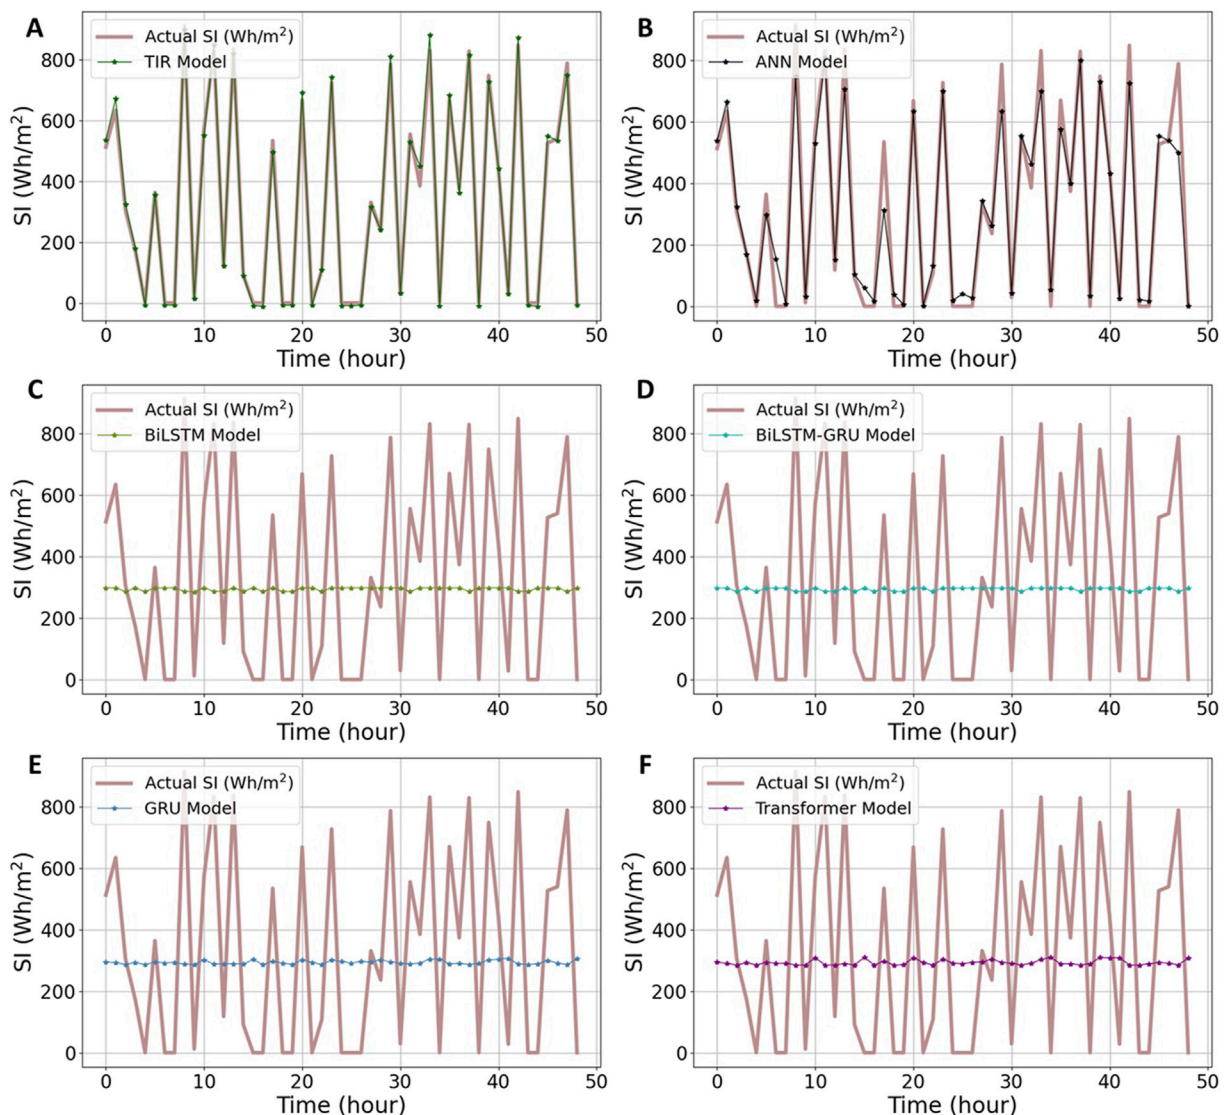 A
Actual SI (Wh/m²)
TIR Model
SI (Wh/m²)
800
600
400
200
0
0 10 20 30 40 50
Time (hour)
B
Actual SI (Wh/m²)
ANN Model
SI (Wh/m²)
800
600
400
200
0
0 10 20 30 40 50
Time (hour)
C
Actual SI (Wh/m²)
BiLSTM Model
SI (Wh/m²)
800
600
400
200
0
0 10 20 30 40 50
Time (hour)
D
Actual SI (Wh/m²)
BiLSTM-GRU Model
SI (Wh/m²)
800
600
400
200
0
0 10 20 30 40 50
Time (hour)
E
Actual SI (Wh/m²)
GRU Model
SI (Wh/m²)
800
600
400
200
0
0 10 20 30 40 50
Time (hour)
F
Actual SI (Wh/m²)
Transformer Model
SI (Wh/m²)
800
600
400
200
0
0 10 20 30 40 50
Time (hour)